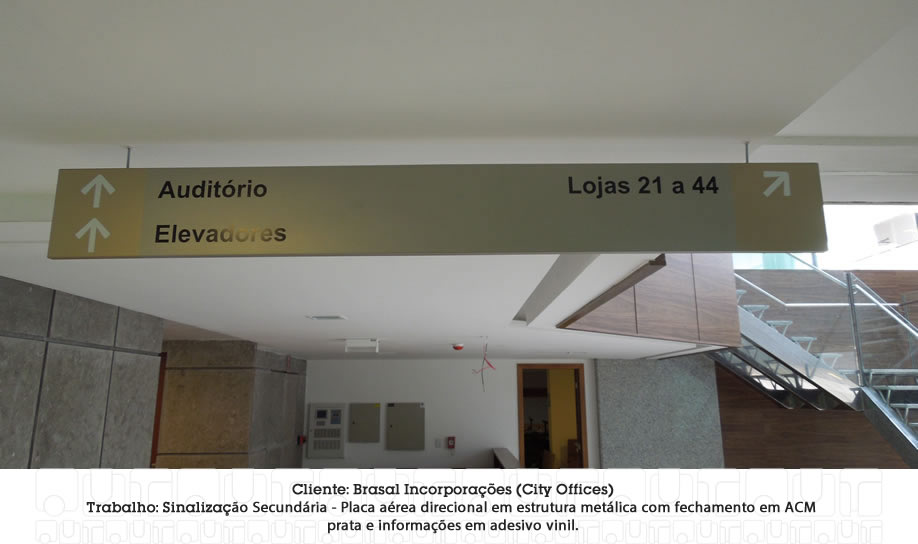 Auditório
Lojas 21 a 44
Elevadores
Cliente: Brasal Incorporações (City Offices)
Trabalho: Sinalização Secundária - Placa aérea direcional em estrutura metálica com fechamento em ACM
prata e informações em adesivo vinil.